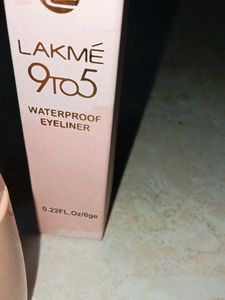 LAKMÉ
9TO5
WATERPROOF
EYELINER
0.22FL.Oz/6ge